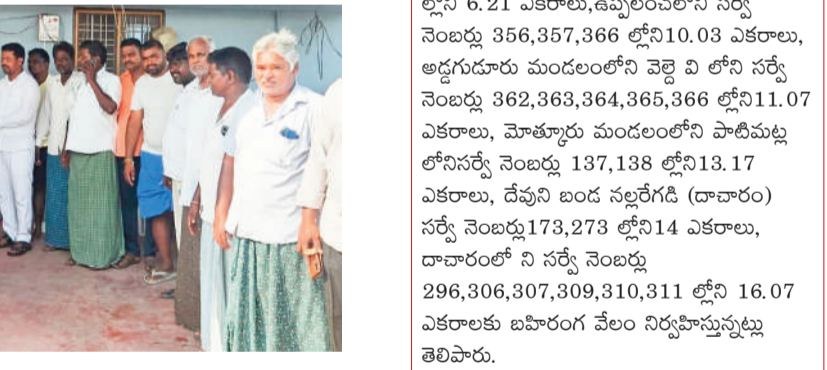 ల్లోని 6.21 ఎకరాలు,ఉప్పలంచలోని సర్వే
నెంబర్లు 356,357,366 ల్లోని10.03 ఎకరాలు,
అడ్డగుడూరు మండలంలోని వెల్దె వి లోని సర్వే
నెంబర్లు 362,363,364,365,366 ల్లోని11.07
ఎకరాలు, మోత్కూరు మండలంలోని పాటిమట్ల
లోనిసర్వే నెంబర్లు 137,138 ల్లోని13.17
ఎకరాలు, దేవుని బండ నల్లరేగడి (దాచారం)
సర్వే నెంబర్లు173,273 ల్లోని14 ఎకరాలు,
దాచారంలో ని సర్వే నెంబర్లు
296,306,307,309,310,311 ల్లోని 16.07
ఎకరాలకు బహిరంగ వేలం నిర్వహిస్తున్నట్లు
తెలిపారు.